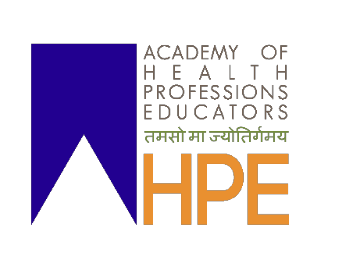 ACADEMY OF
HEALTH
PROFESSIONS
EDUCATORS
तमसो मा ज्योतिर्गमय
HPE